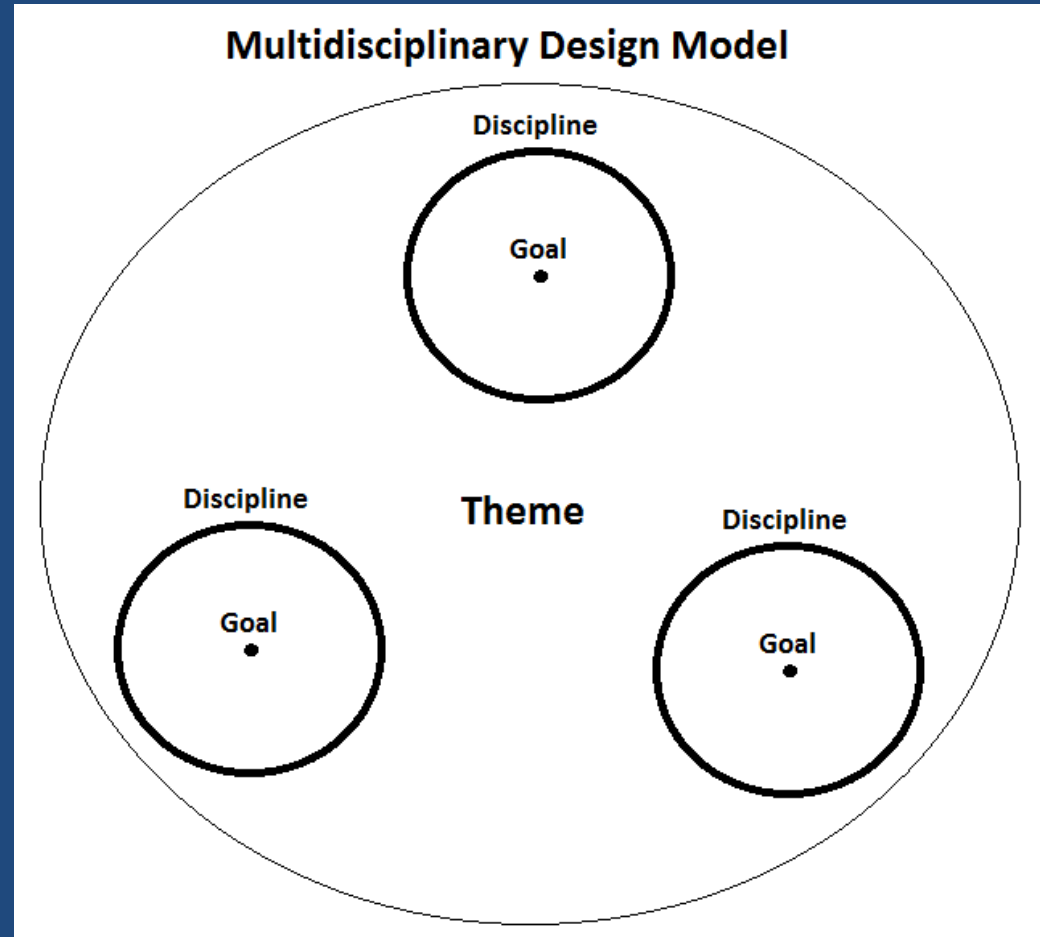 Multidisciplinary Design Model
Discipline
Goal
Discipline
Theme
Discipline
Goal
Goal